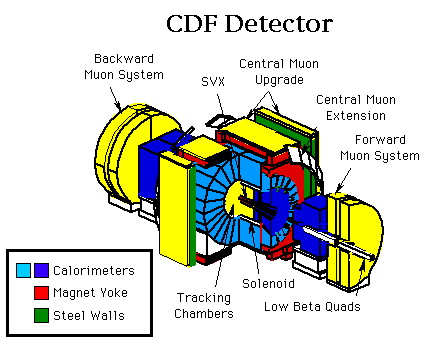 CDF Detector
Backward
Muon System
SVX
Central Muon
Upgrade
Central Muon
Extension
Forward
Muon System
Calorimeters
Magnet Yoke
Steel Walls
Tracking
Chambers
Solenoid
Low Beta Quads